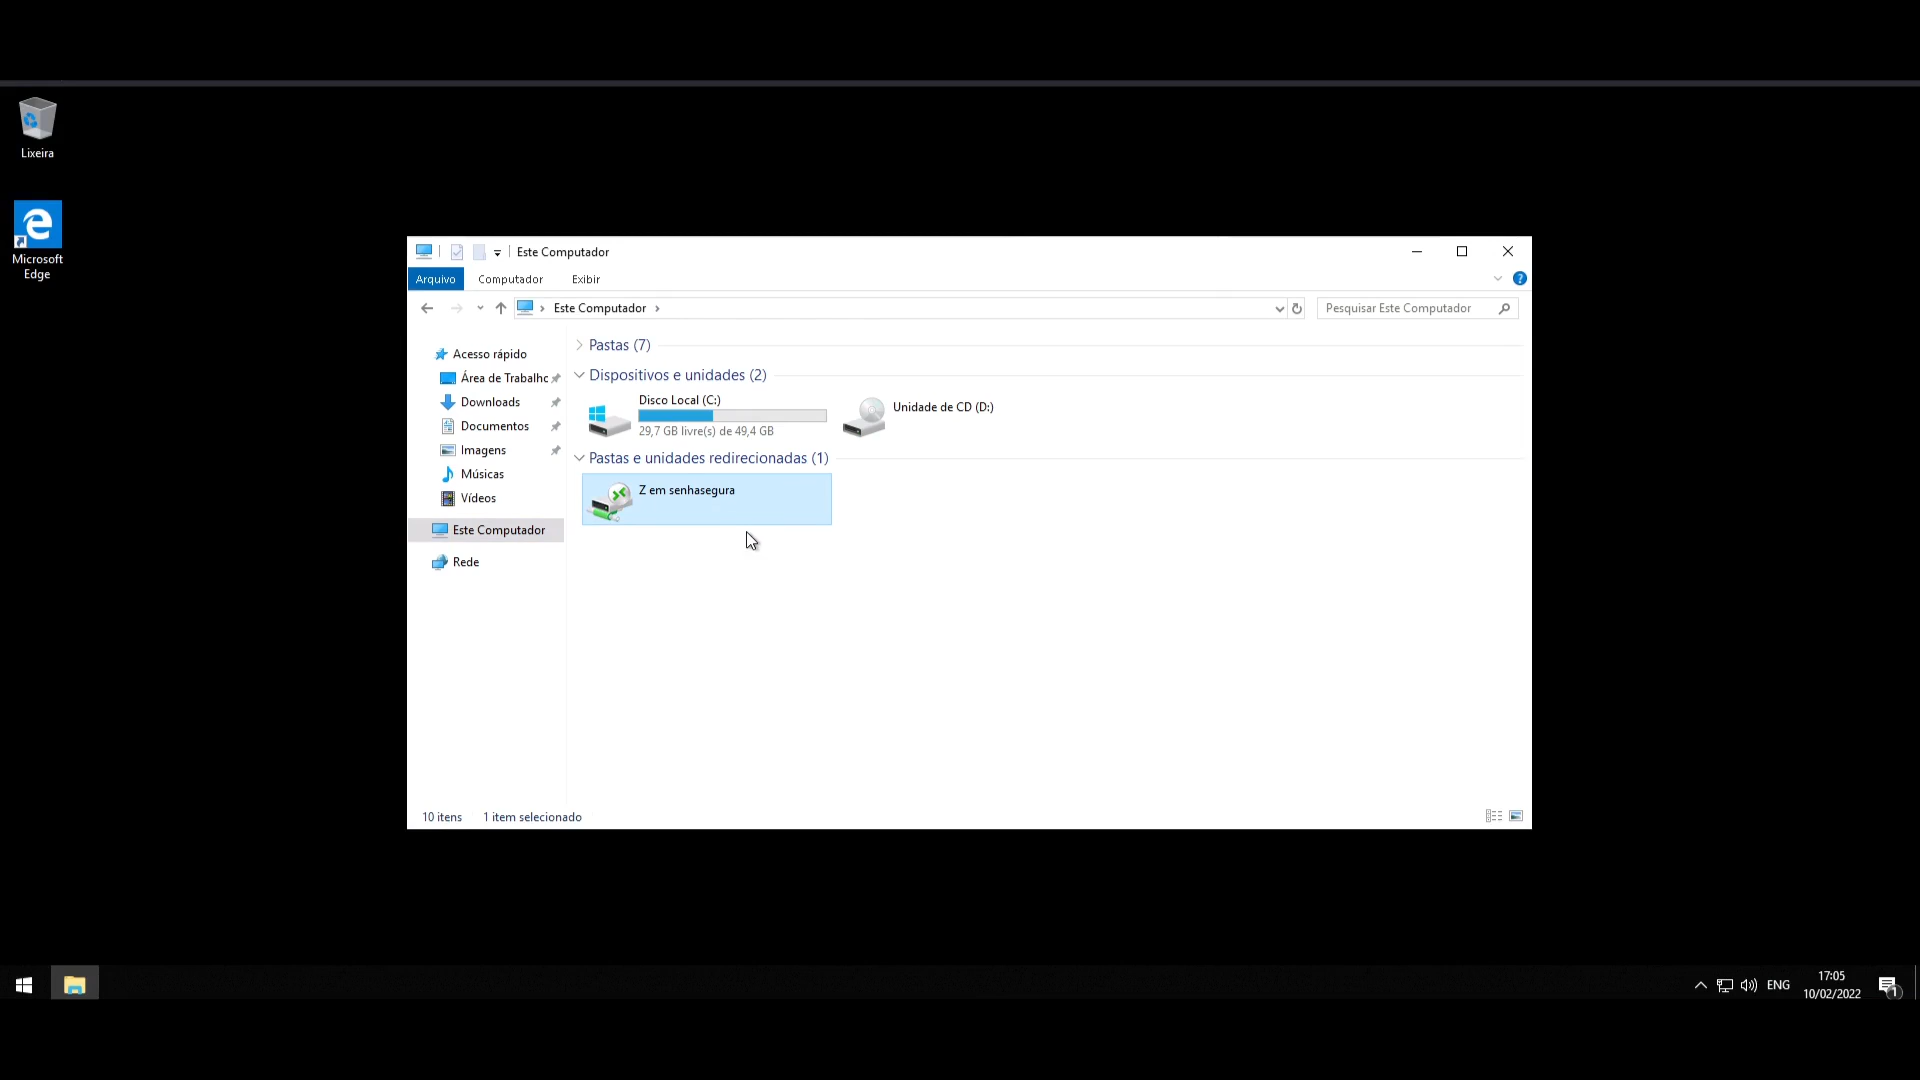 Lixeira
Microsoft
Edge
Este Computador
Arquivo
Computador
Exibir
Este Computador
Pesquisar Este Computador
Acesso rápido
Área de Trabalho
Downloads
Documentos
Imagens
Músicas
Vídeos
Este Computador
Rede
Pastas (7)
Dispositivos e unidades (2)
Disco Local (C:)
29,7 GB livre(s) de 49,4 GB
Unidade de CD (D:)
Pastas e unidades redirecionadas (1)
Z em senhasegura
10 itens
1 item selecionado
ENG
17:05
10/02/2022
1